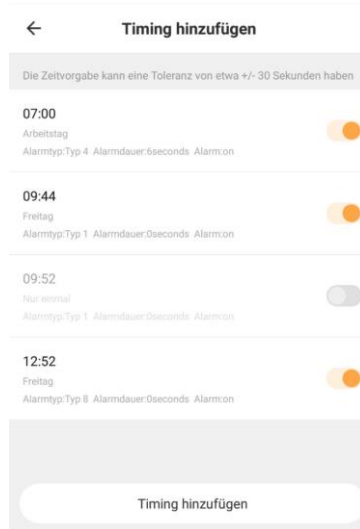 Timing hinzufügen
Die Zeitvorgabe kann eine Toleranz von etwa +/- 30 Sekunden haben
07:00
Arbeitstag
Alarmtyp:Typ 4 Alarmdauer:6seconds Alarm:on
09:44
Freitag
Alarmtyp:Typ 1 Alarmdauer:0seconds Alarm:on
09:52
Nur einmal
Alarmtyp:Typ 1 Alarmdauer:0seconds Alarm:on
12:52
Freitag
Alarmtyp:Typ 8 Alarmdauer:0seconds Alarm:on
Timing hinzufügen